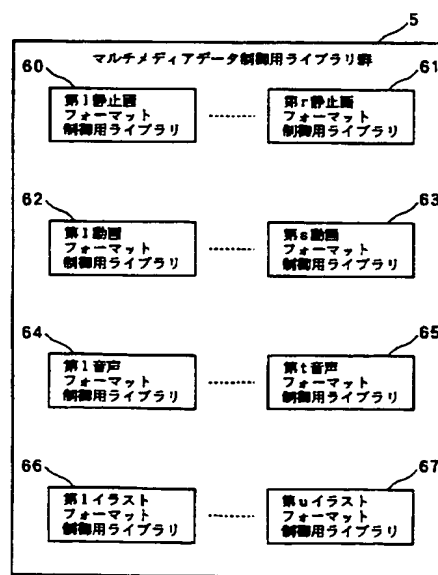 5
マルチメディアデータ制御用ライブラリ群
60
61
第1静止画
フォーマット
制御用ライブラリ
第r静止画
フォーマット
制御用ライブラリ
62
63
第1動画
フォーマット
制御用ライブラリ
第s動画
フォーマット
制御用ライブラリ
64
65
第1音声
フォーマット
制御用ライブラリ
第t音声
フォーマット
制御用ライブラリ
66
67
第1イラスト
フォーマット
制御用ライブラリ
第uイラスト
フォーマット
制御用ライブラリ